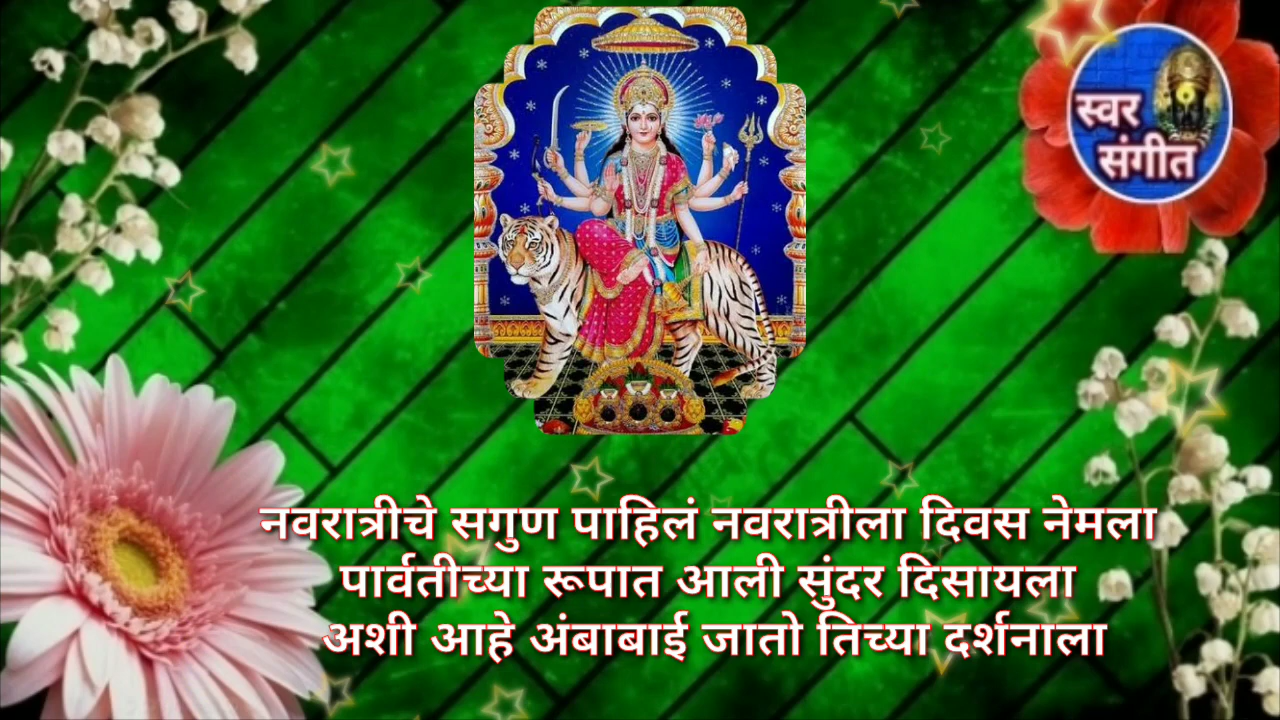 स्वर
संगीत
नवरात्रीचे सगुण पाहिलं नवरात्रीला दिवस नेमला
पार्वतीच्या रूपात आली सुंदर दिसायला
अशी आहे अंबाबाई जातो तिच्या दर्शनाला